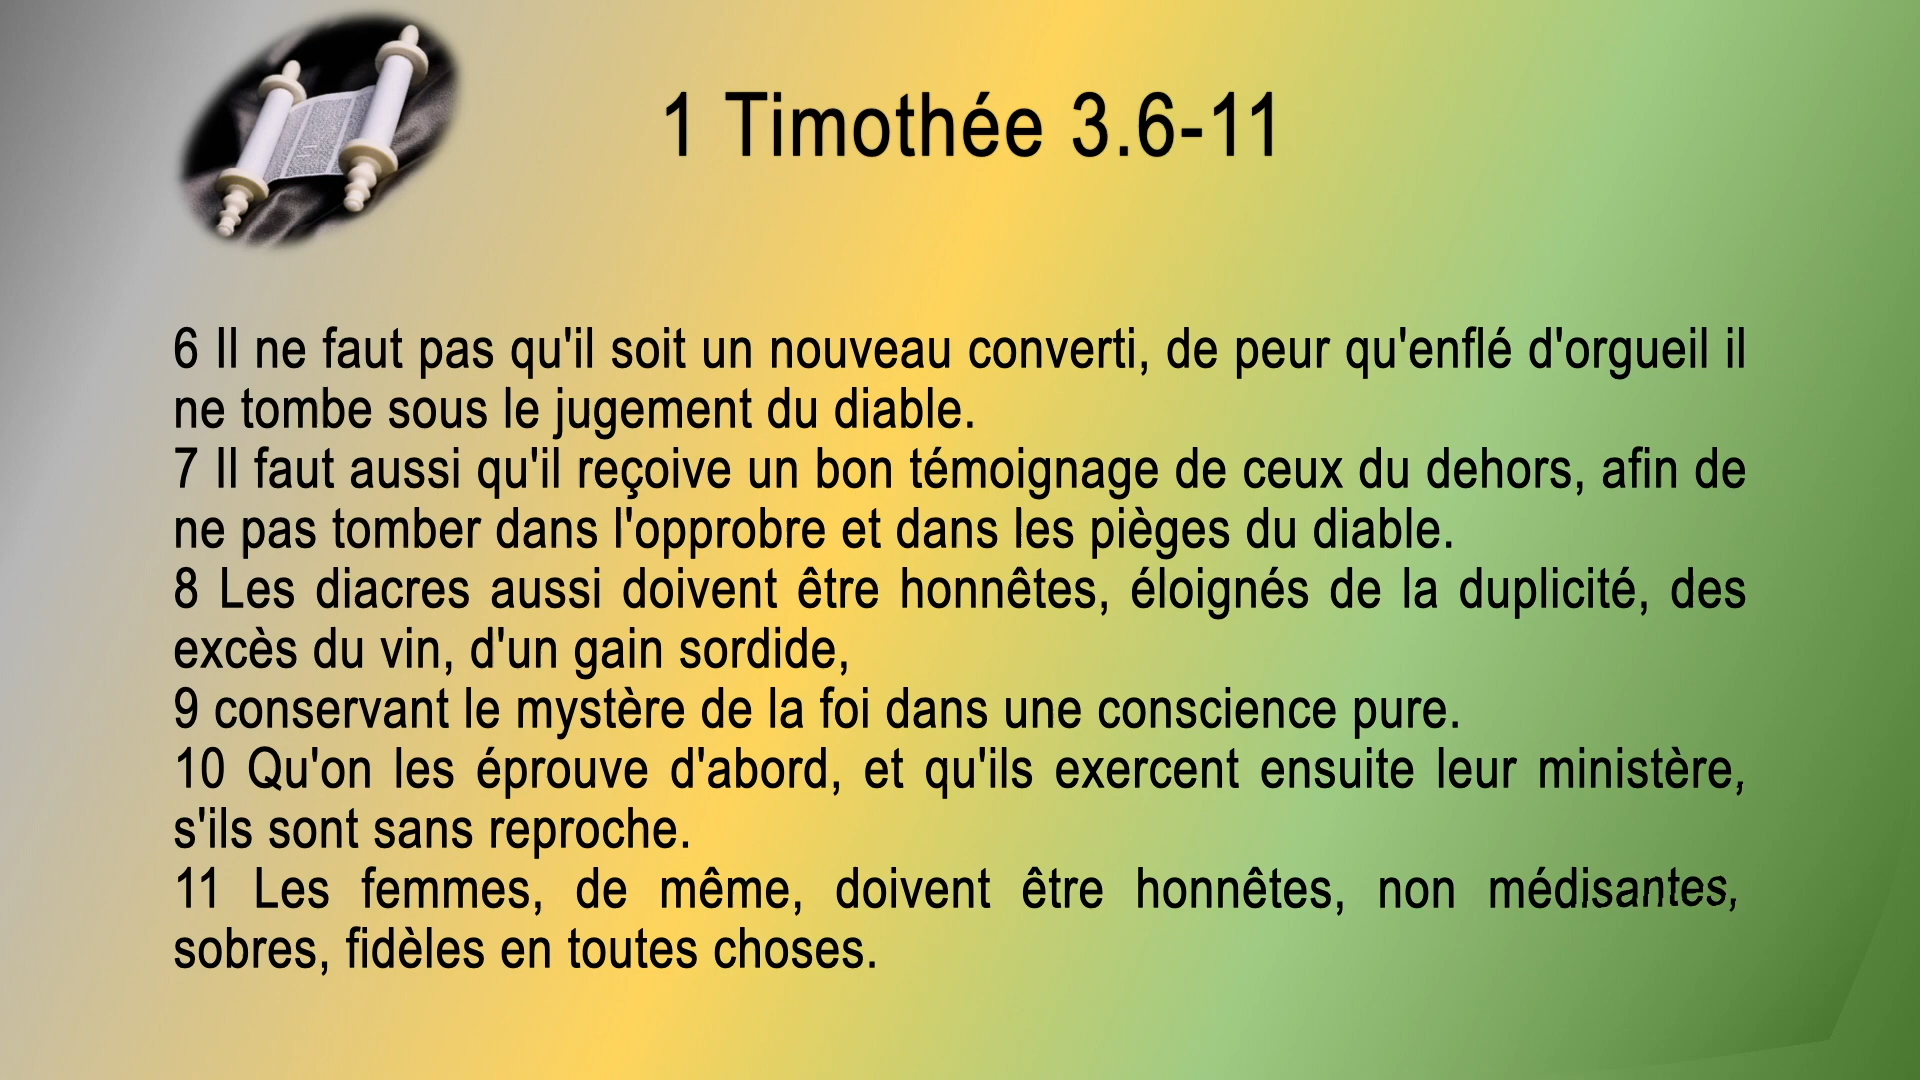 1 Timothée 3.6-11
6 Il ne faut pas qu'il soit un nouveau converti, de peur qu'enflé d'orgueil il
ne tombe sous le jugement du diable.
7 Il faut aussi qu'il reçoive un bon témoignage de ceux du dehors, afin de
ne pas tomber dans l'opprobre et dans les pièges du diable.
8 Les diacres aussi doivent être honnêtes, éloignés de la duplicité, des
excès du vin, d'un gain sordide,
9 conservant le mystère de la foi dans une conscience pure.
10 Qu'on les éprouve d'abord, et qu'ils exercent ensuite leur ministère,
s'ils sont sans reproche.
11 Les femmes, de même, doivent être honnêtes, non médisantes,
sobres, fidèles en toutes choses.